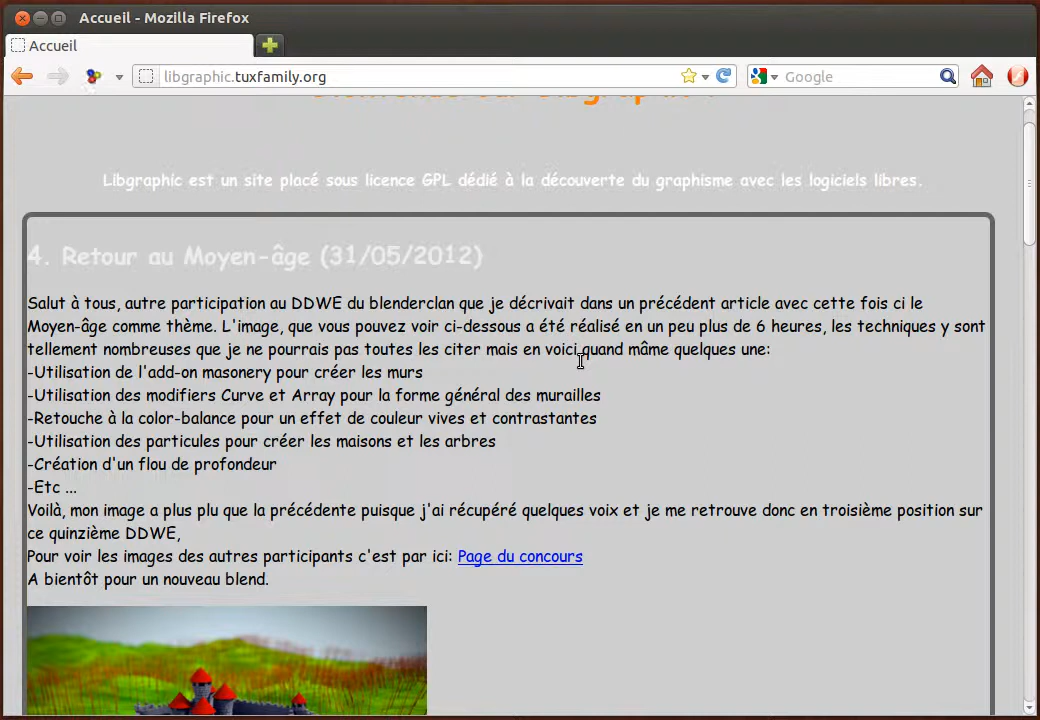 Accueil - Mozilla Firefox
Accueil
libgraphic.tuxfamily.org
Google
Libgraphic est un site placé sous licence GPL dédié à la découverte du graphisme avec les logiciels libres.
4. Retour au Moyen-âge (31/05/2012)
Salut à tous, autre participation au DDWE du blenderclan que je décrivait dans un précédent article avec cette fois ci le
Moyen-âge comme thème. L'image, que vous pouvez voir ci-dessous a été réalisé en un peu plus de 6 heures, les techniques y sont
tellement nombreuses que je ne pourrais pas toutes les citer mais en voici quand mâme quelques une:
-Utilisation de l'add-on masonery pour créer les murs
-Utilisation des modifiers Curve et Array pour la forme général des murailles
-Retouche à la color-balance pour un effet de couleur vives et contrastantes
-Utilisation des particules pour créer les maisons et les arbres
-Création d'un flou de profondeur
-Etc ...
Voilà, mon image a plus plu que la précédente puisque j'ai récupéré quelques voix et je me retrouve donc en troisième position sur
ce quinzième DDWE,
Pour voir les images des autres participants c'est par ici: Page du concours
A bientôt pour un nouveau blend.